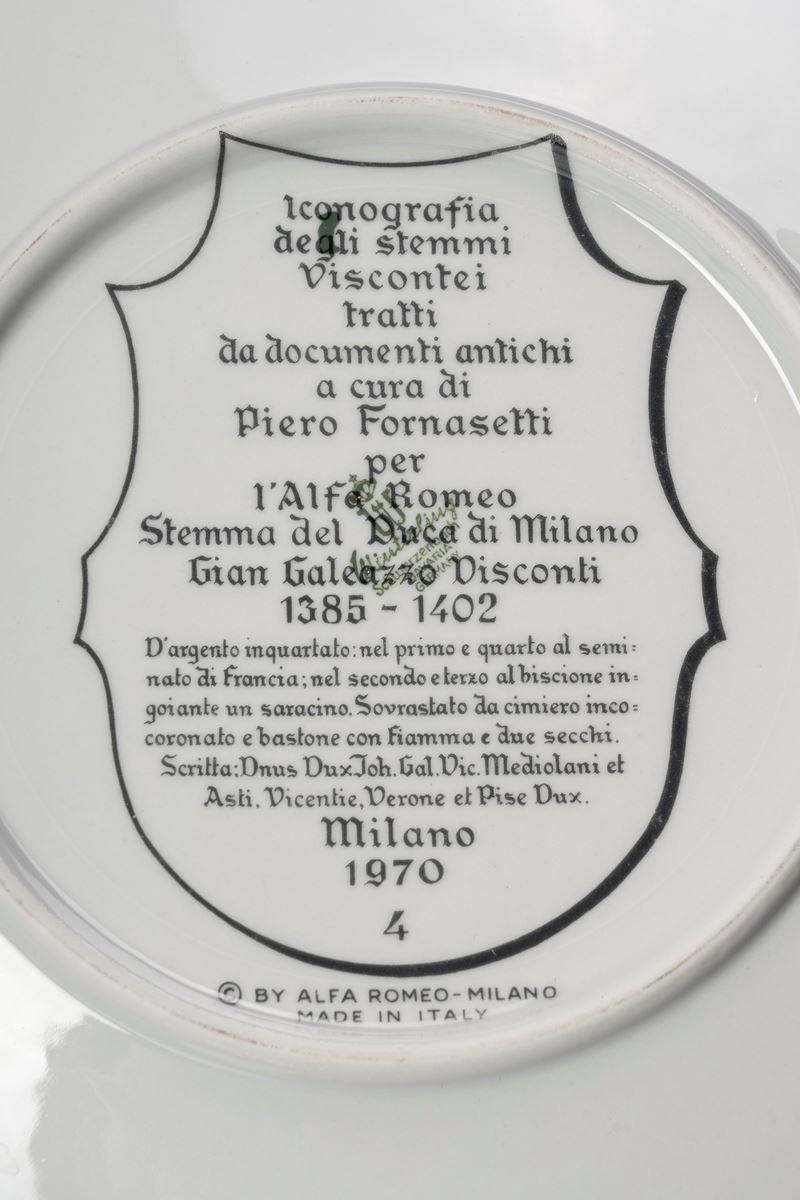 Iconografia
degli stemmi
Viscontei
tratti
da documenti antichi
a cura di
Piero Fornasetti
per
l'Alfa Romeo
Stemma del Duca di Milano
Gian Galeazzo Visconti
1385 - 1402
D'argento inquartato: nel primo e quarto al semi=
nato di Francia; nel secondo e terzo al biscione in=
goiante un saracino. Sovrastato da cimiero inco=
coronato e bastone con fiamma e due secchi.
Scritta: Dnus Dux Joh. Gal. Vic. Mediolani et
Asti, Vicentie, Verone et Pise Dux.
Milano
1970
4
© BY ALFA ROMEO-MILANO
MADE IN ITALY
Winterling
BAVARIA
GERMANY